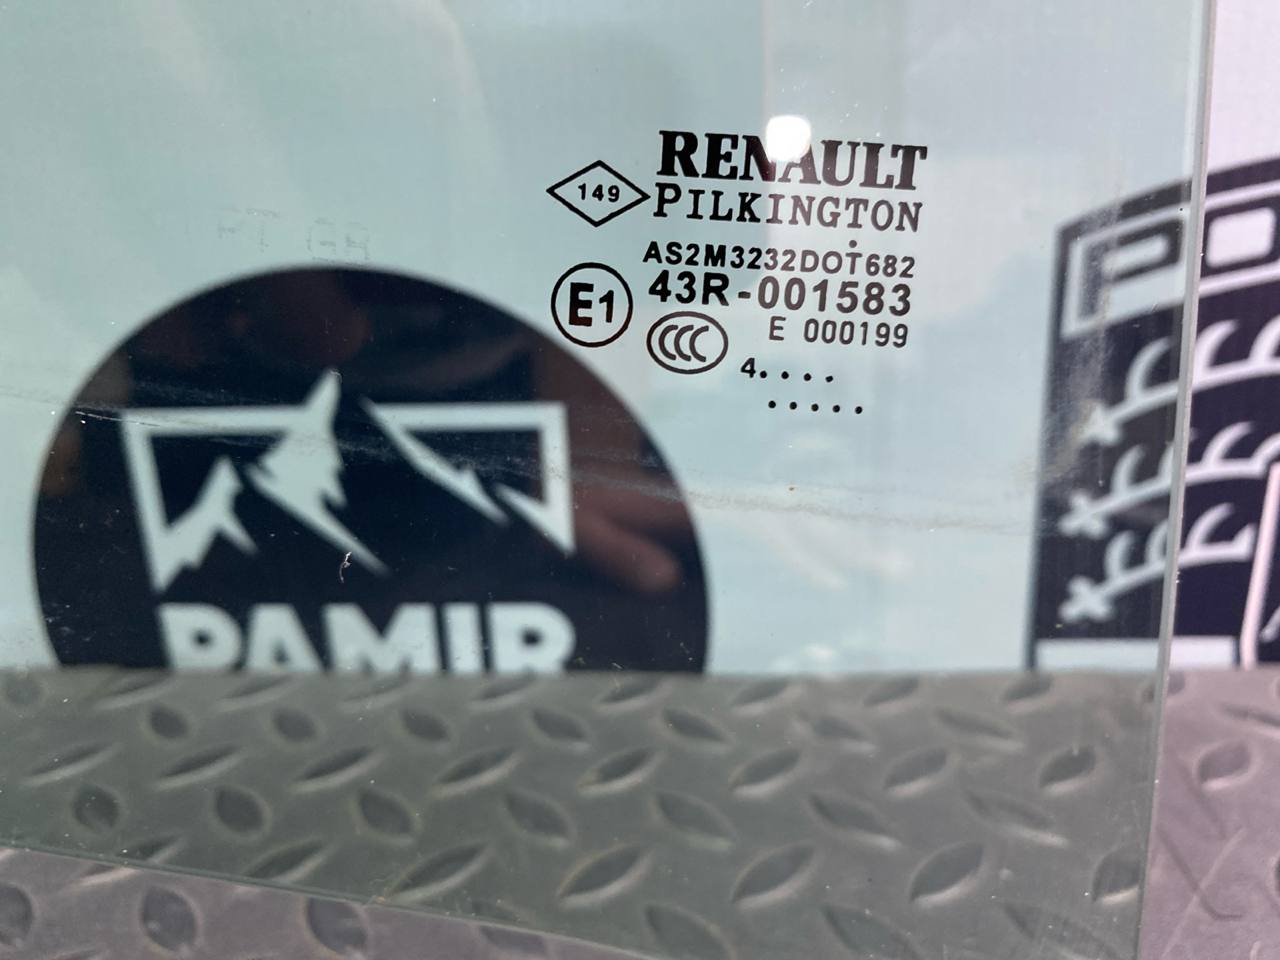 RENAULT
149
PILKINGTON
AS2M3232DOT682
E1
43R-001583
E 000199
CCC
4.....
.....
PAMIR